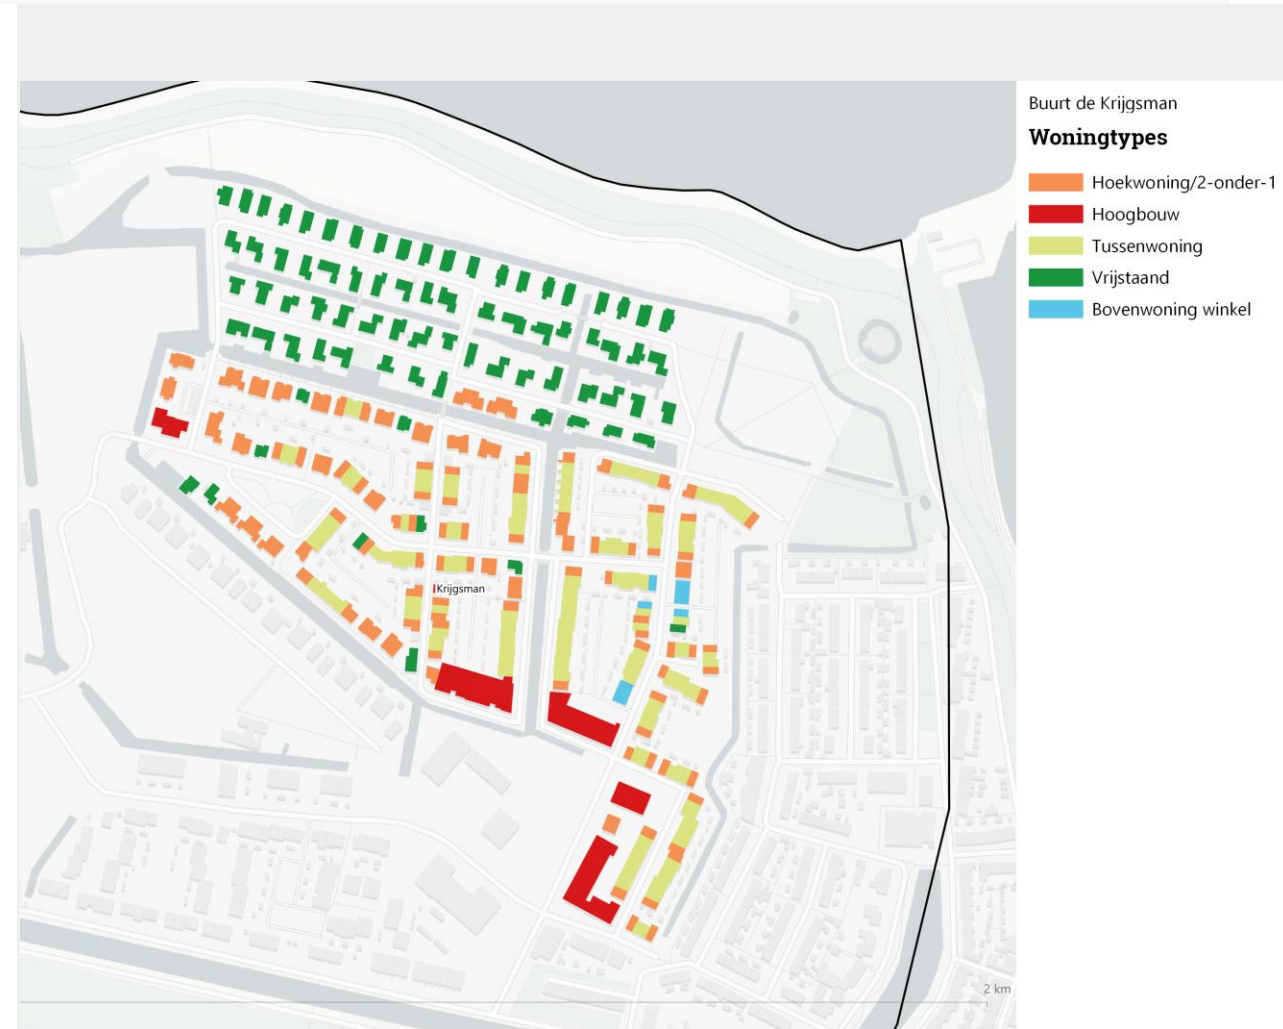 Buurt de Krijgsman
Woningtypes
Hoekwoning/2-onder-1
Hoogbouw
Tussenwoning
Vrijstaand
Bovenwoning winkel
Krijgsman
2 km